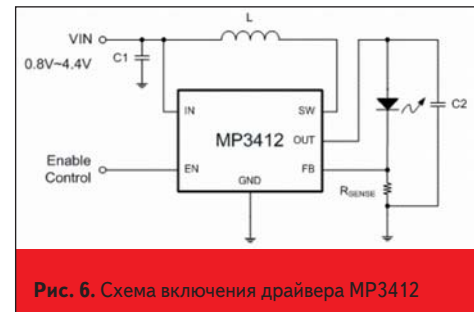 L
VIN
C1
0.8V~4.4V
IN
SW
MP3412
OUT
C2
Enable
Control
EN
FB
GND
RSENSE
Рис. 6. Схема включения драйвера MP3412